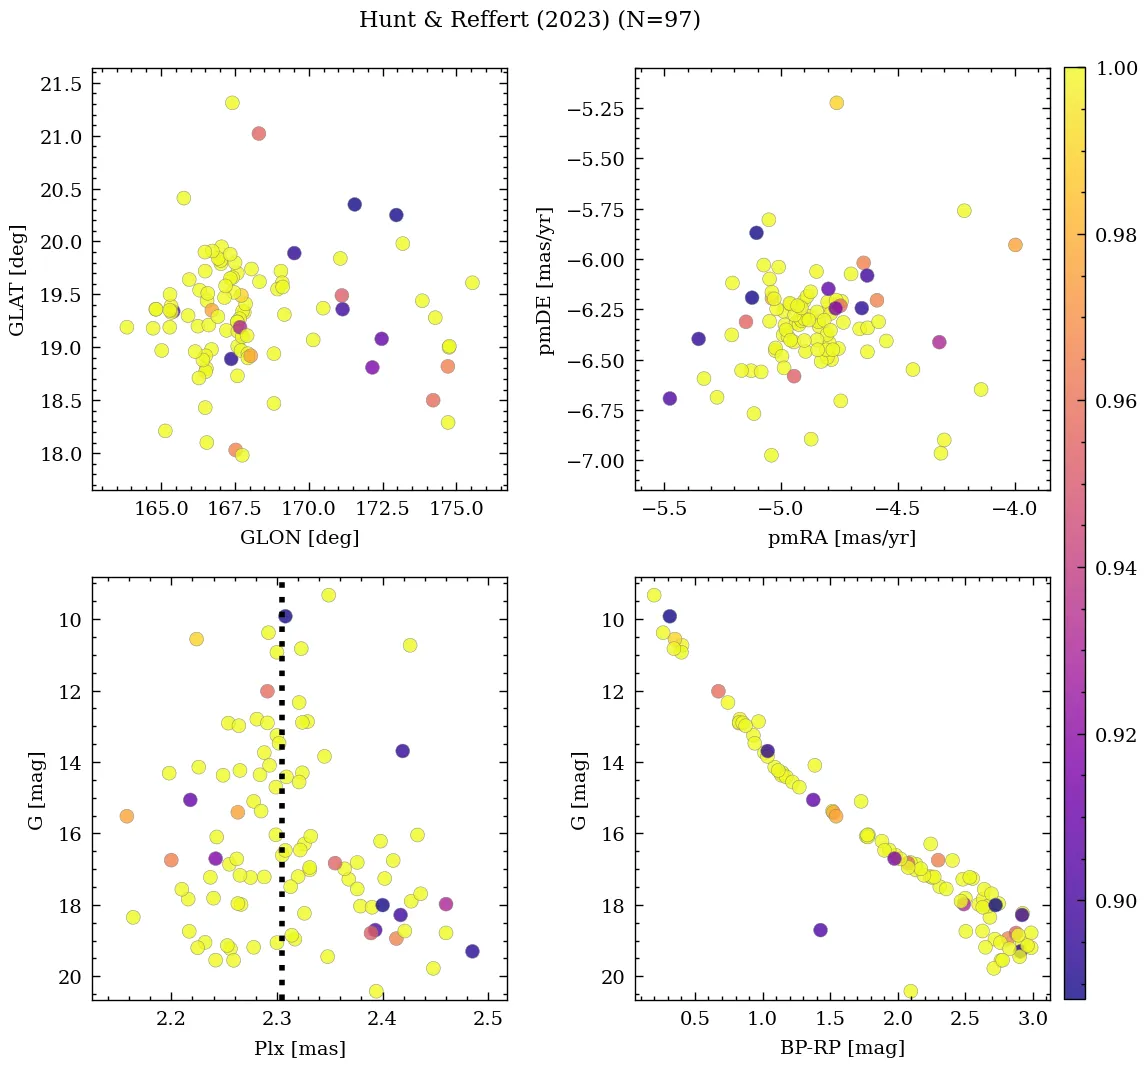 Hunt & Reffert (2023) (N=97)
21.5
21.0
20.5
20.0
19.5
19.0
18.5
18.0
GLAT [deg]
165.0 167.5 170.0 172.5 175.0
GLON [deg]
−5.25
−5.50
−5.75
−6.00
−6.25
−6.50
−6.75
−7.00
pmDE [mas/yr]
−5.5 −5.0 −4.5 −4.0
pmRA [mas/yr]
1.00
0.98
0.96
0.94
0.92
0.90
10
12
14
16
18
20
G [mag]
2.2 2.3 2.4 2.5
Plx [mas]
10
12
14
16
18
20
G [mag]
0.5 1.0 1.5 2.0 2.5 3.0
BP-RP [mag]